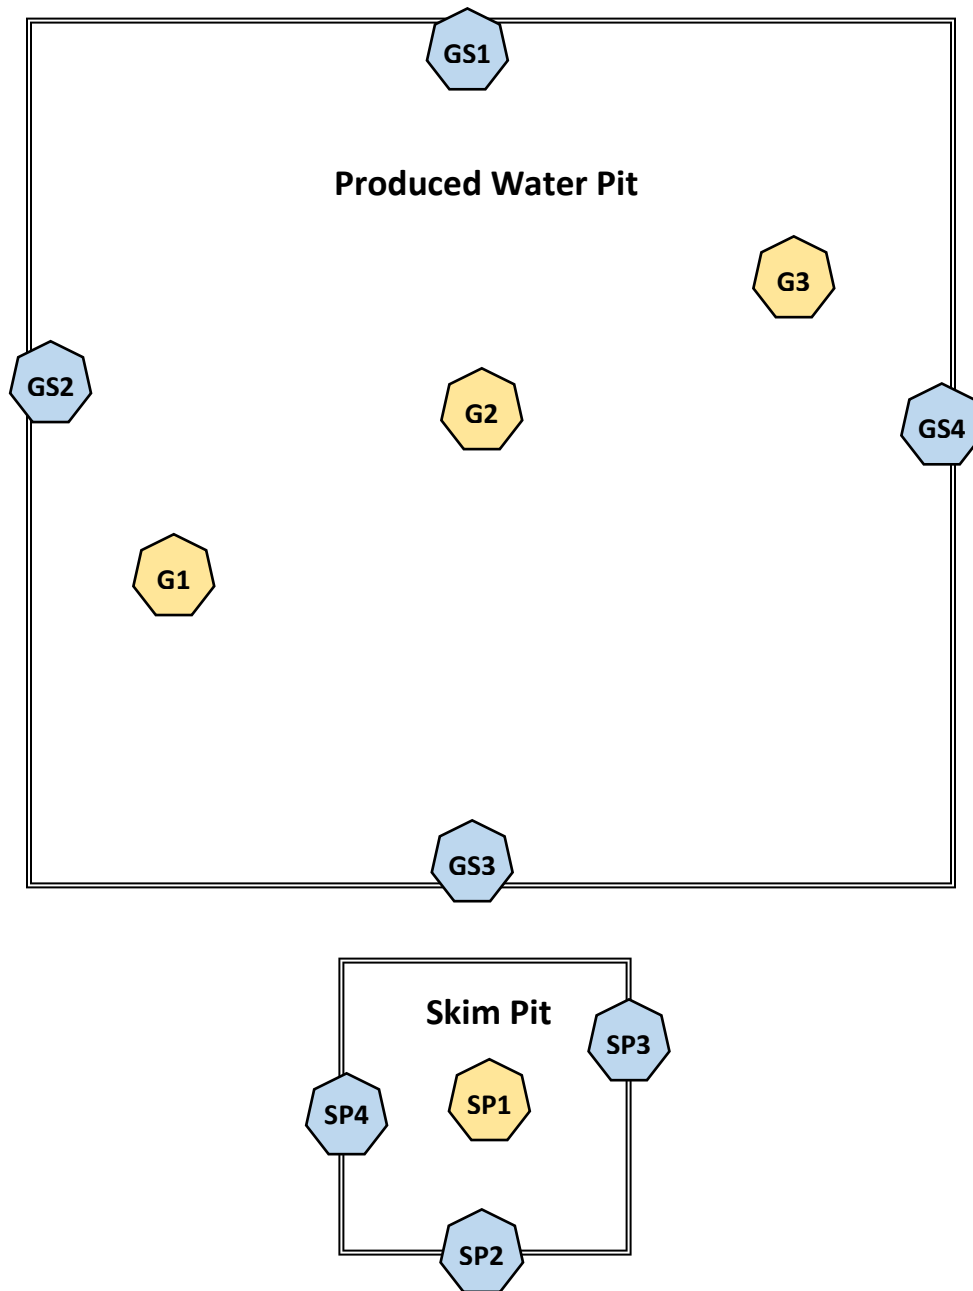 GS1
Produced Water Pit
G3
GS2
G2
GS4
G1
GS3
Skim Pit
SP3
SP1
SP4
SP2